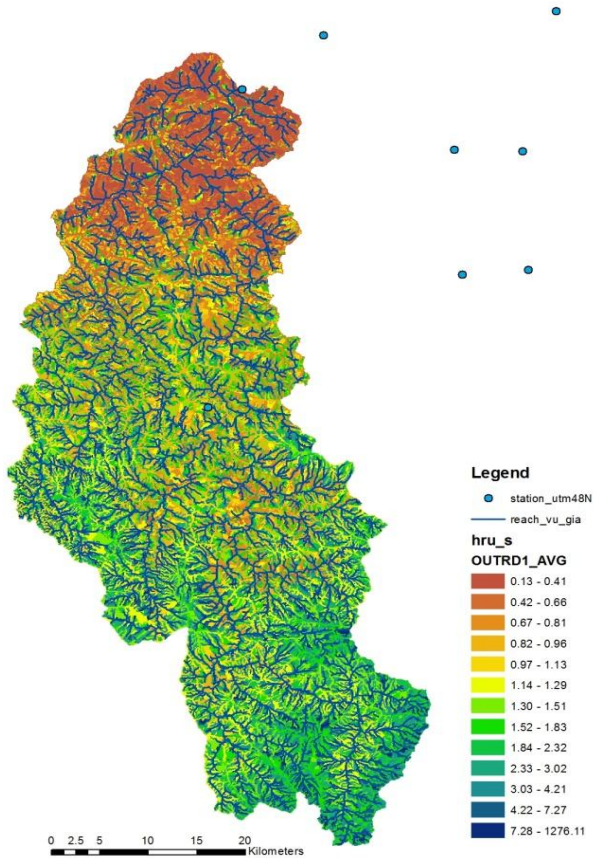 Legend
station_utm48N
reach_vu_gia
hru_s
OUTRD1_AVG
0.13 - 0.41
0.42 - 0.66
0.67 - 0.81
0.82 - 0.96
0.97 - 1.13
1.14 - 1.29
1.30 - 1.51
1.52 - 1.83
1.84 - 2.32
2.33 - 3.02
3.03 - 4.21
4.22 - 7.27
7.28 - 1276.11
0 2.5 5 10 15 20
Kilometers